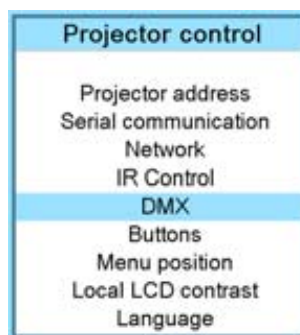 Projector control
Projector address
Serial communication
Network
IR Control
DMX
Buttons
Menu position
Local LCD contrast
Language